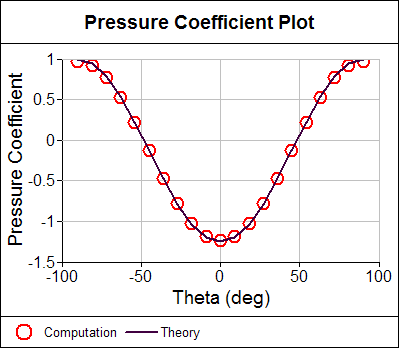 Pressure Coefficient Plot
1
0.5
0
-0.5
-1
-1.5
Pressure Coefficient
-100 -50 0 50 100
Theta (deg)
Computation Theory